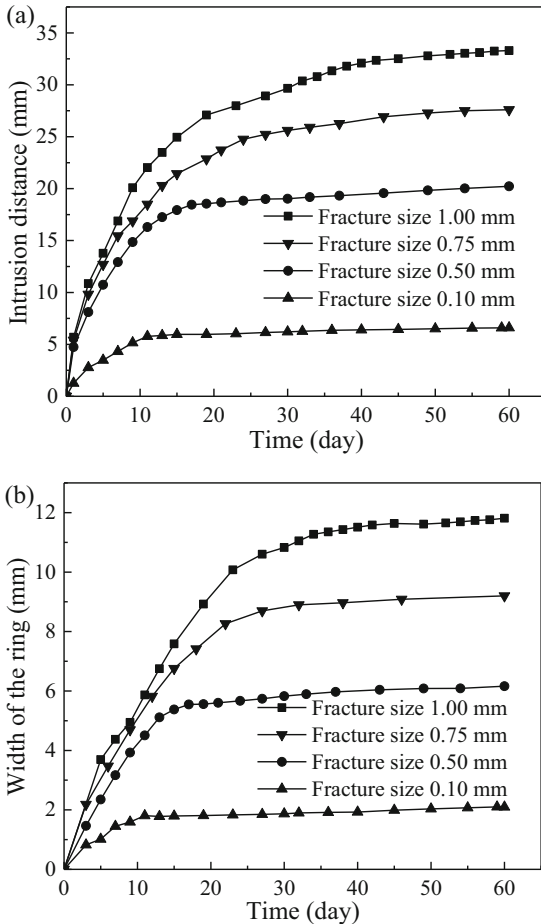 (a)
35
30
25
20
15
10
5
0
Intrusion distance (mm)
Fracture size 1.00 mm
Fracture size 0.75 mm
Fracture size 0.50 mm
Fracture size 0.10 mm
0 10 20 30 40 50 60
Time (day)
(b)
12
10
8
6
4
2
0
Width of the ring (mm)
Fracture size 1.00 mm
Fracture size 0.75 mm
Fracture size 0.50 mm
Fracture size 0.10 mm
0 10 20 30 40 50 60
Time (day)